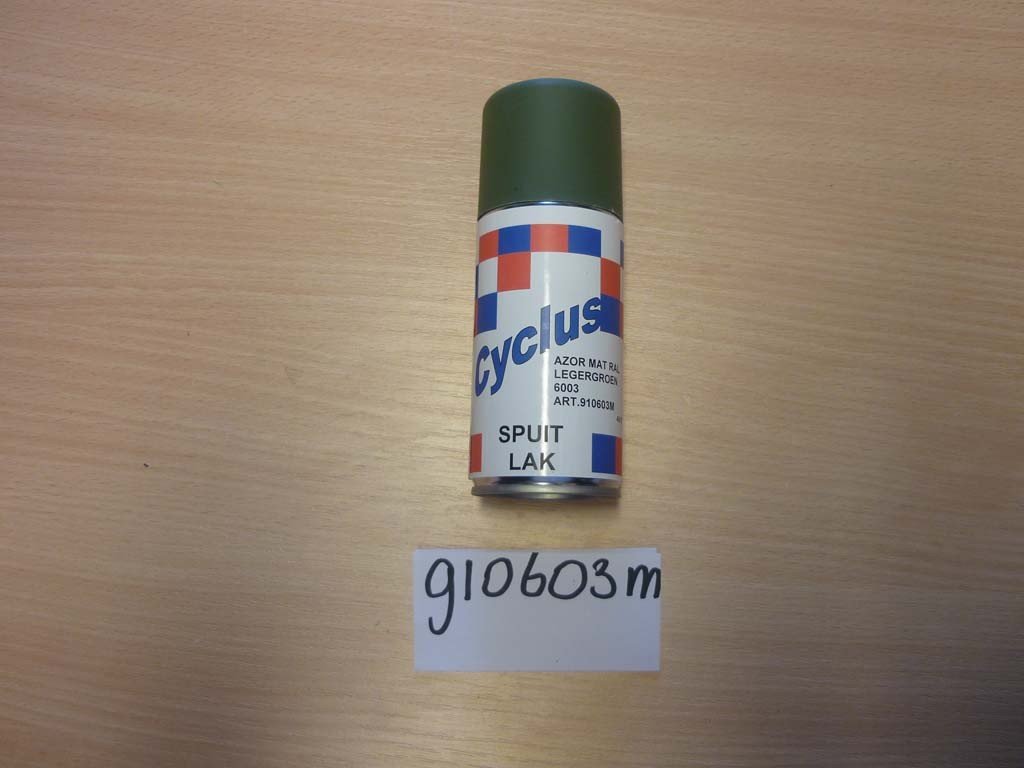 Cyclus
AZOR MAT RAL
LEGERGROEN
6003
ART.910603M
SPUIT
LAK
910603m